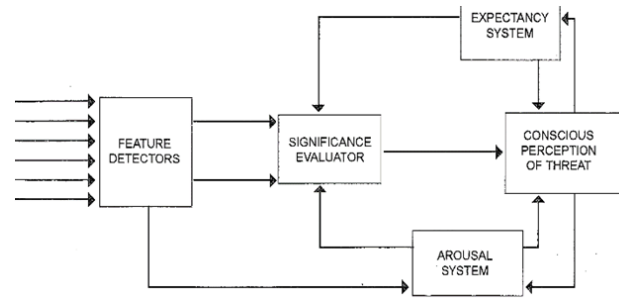 EXPECTANCY
SYSTEM
FEATURE
DETECTORS
SIGNIFICANCE
EVALUATOR
CONSCIOUS
PERCEPTION
OF THREAT
AROUSAL
SYSTEM